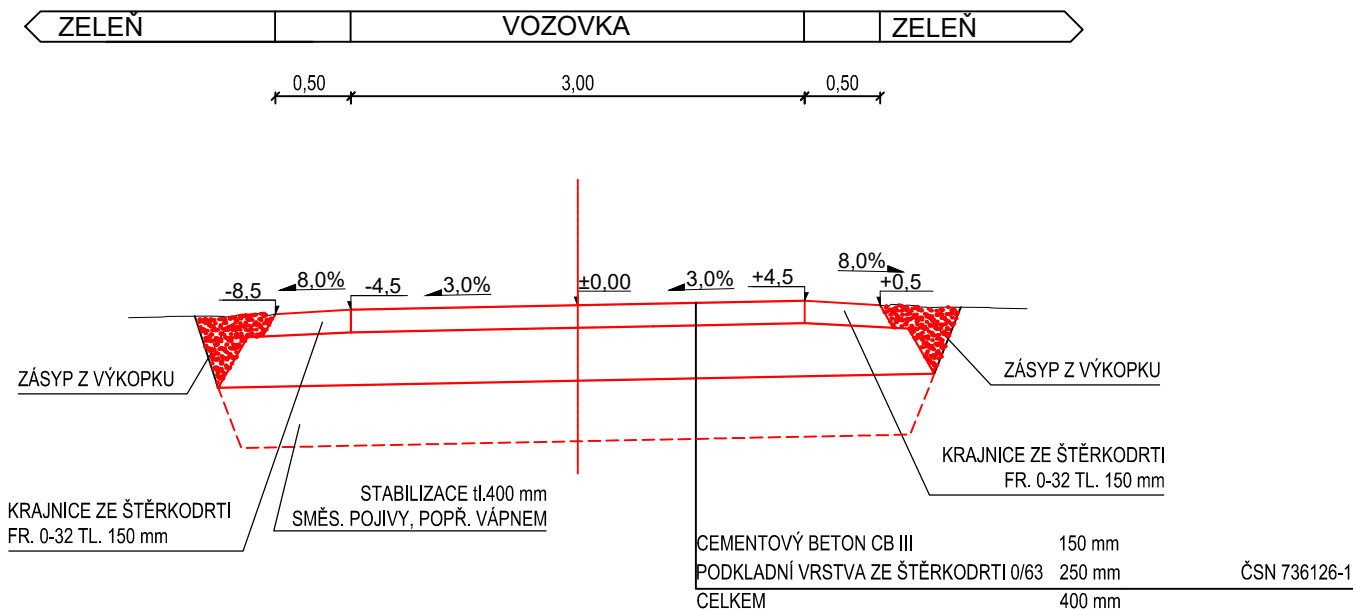 ZELEŇ VOZOVKA ZELEŇ
0,50 3,00 0,50
-8,5 8,0% -4,5 3,0% ±0,00 3,0% +4,5 8,0% +0,5
ZÁSYP Z VÝKOPKU
ZÁSYP Z VÝKOPKU
KRAJNICE ZE ŠTĚRKODRTI
FR. 0-32 TL. 150 mm
STABILIZACE tl.400 mm
SMĚS. POJIVY, POPŘ. VÁPNEM
KRAJNICE ZE ŠTĚRKODRTI
FR. 0-32 TL. 150 mm
CEMENTOVÝ BETON CB III 150 mm
PODKLADNÍ VRSTVA ZE ŠTĚRKODRTI 0/63 250 mm ČSN 736126-1
CELKEM 400 mm